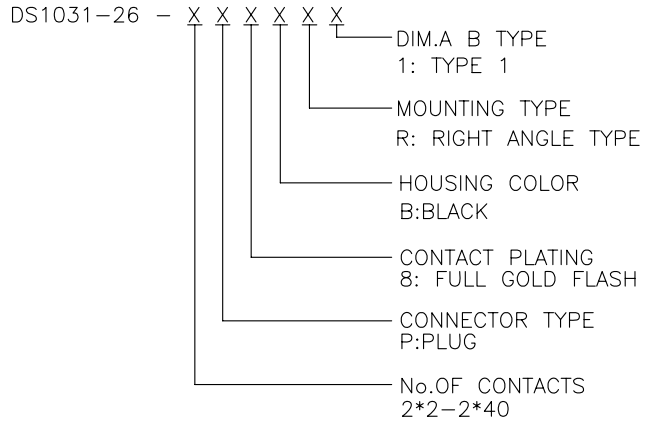 DS1031-26 - X X X X X X
DIM.A B TYPE
1: TYPE 1
MOUNTING TYPE
R: RIGHT ANGLE TYPE
HOUSING COLOR
B:BLACK
CONTACT PLATING
8: FULL GOLD FLASH
CONNECTOR TYPE
P:PLUG
No.OF CONTACTS
2*2-2*40